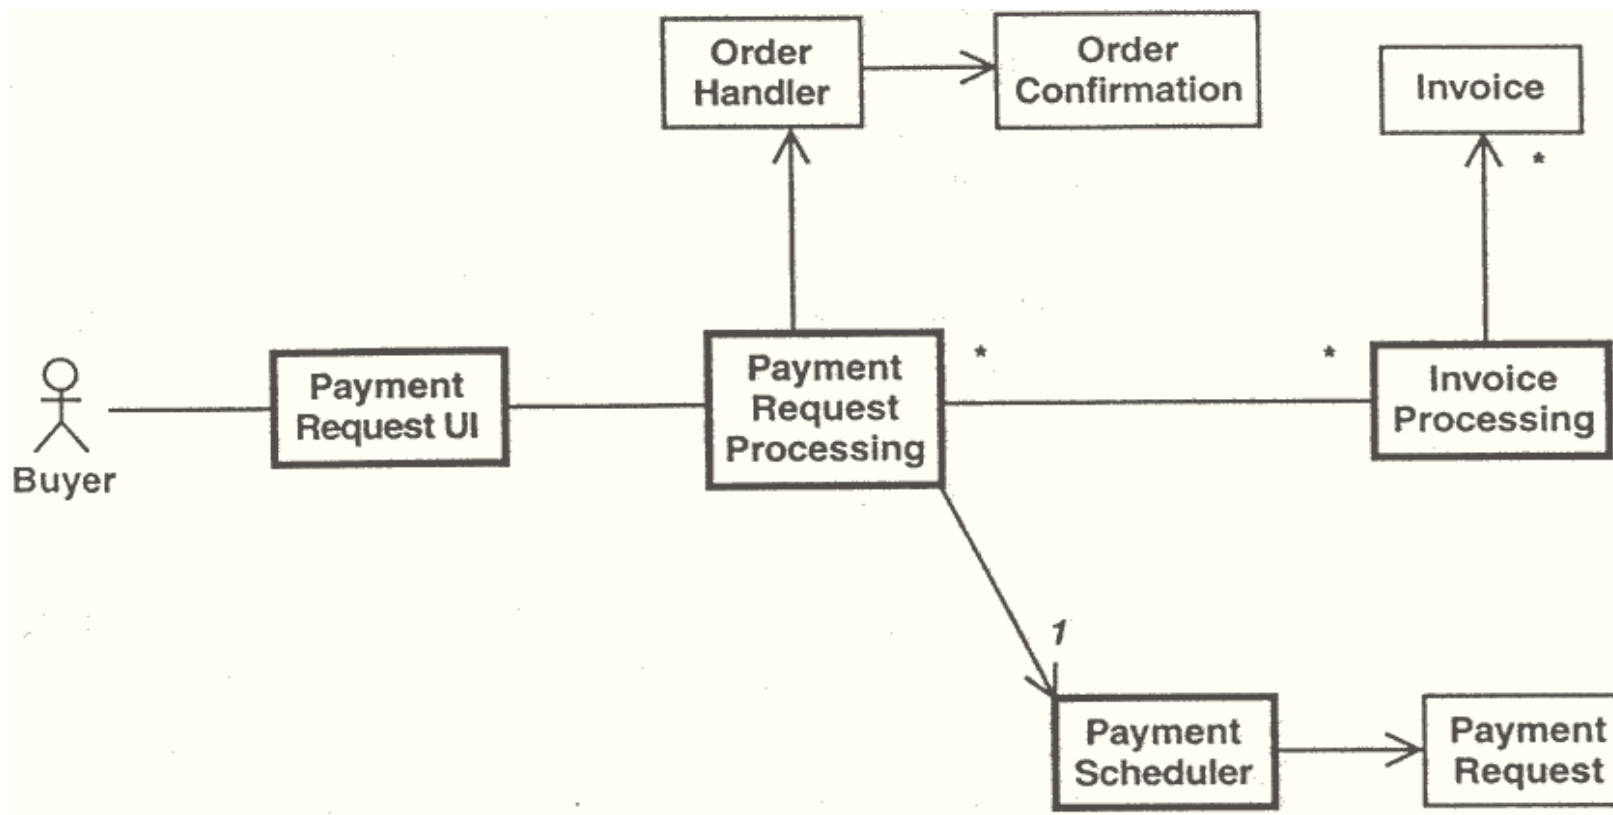 Order
Handler
Order
Confirmation
Invoice
*
Buyer
Payment
Request UI
Payment
Request
Processing
*
*
Invoice
Processing
1
Payment
Scheduler
Payment
Request